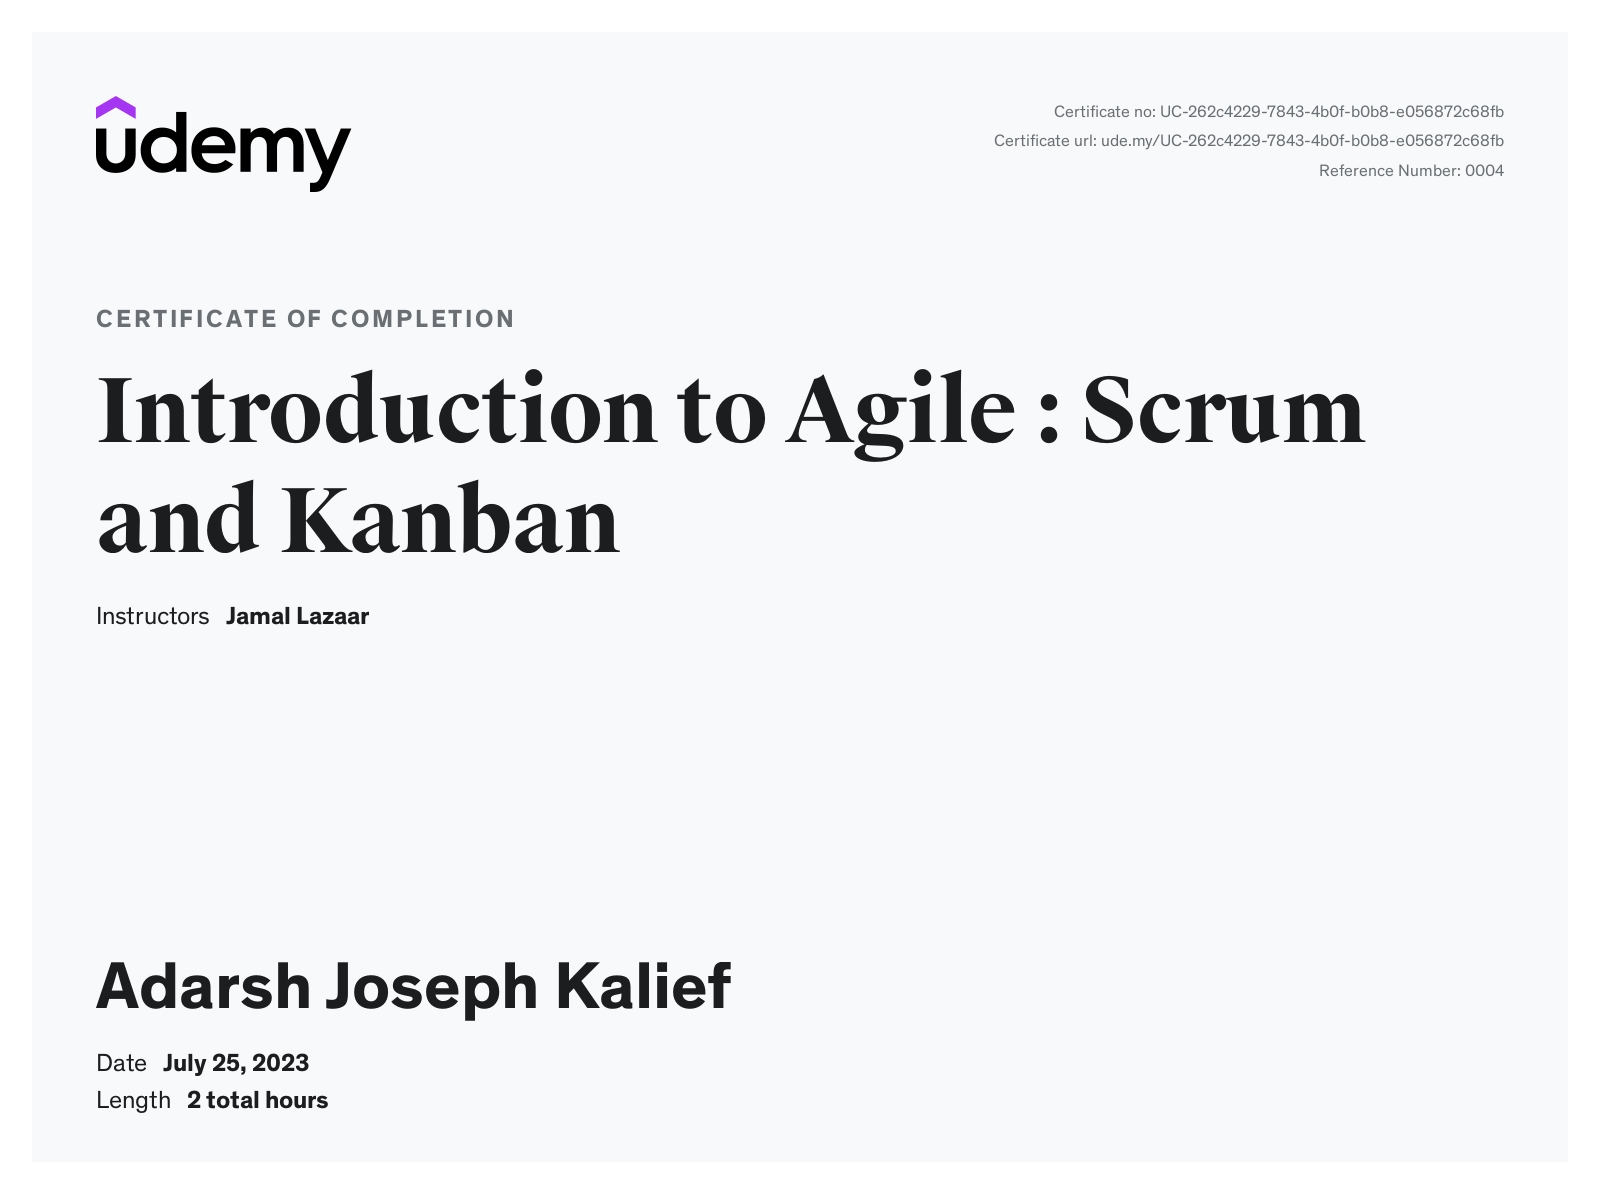 udemy
Certificate no: UC-262c4229-7843-4b0f-b0b8-e056872c68fb
Certificate url: ude.my/UC-262c4229-7843-4b0f-b0b8-e056872c68fb
Reference Number: 0004
CERTIFICATE OF COMPLETION
Introduction to Agile : Scrum
and Kanban
Instructors Jamal Lazaar
Adarsh Joseph Kalief
Date July 25, 2023
Length 2 total hours